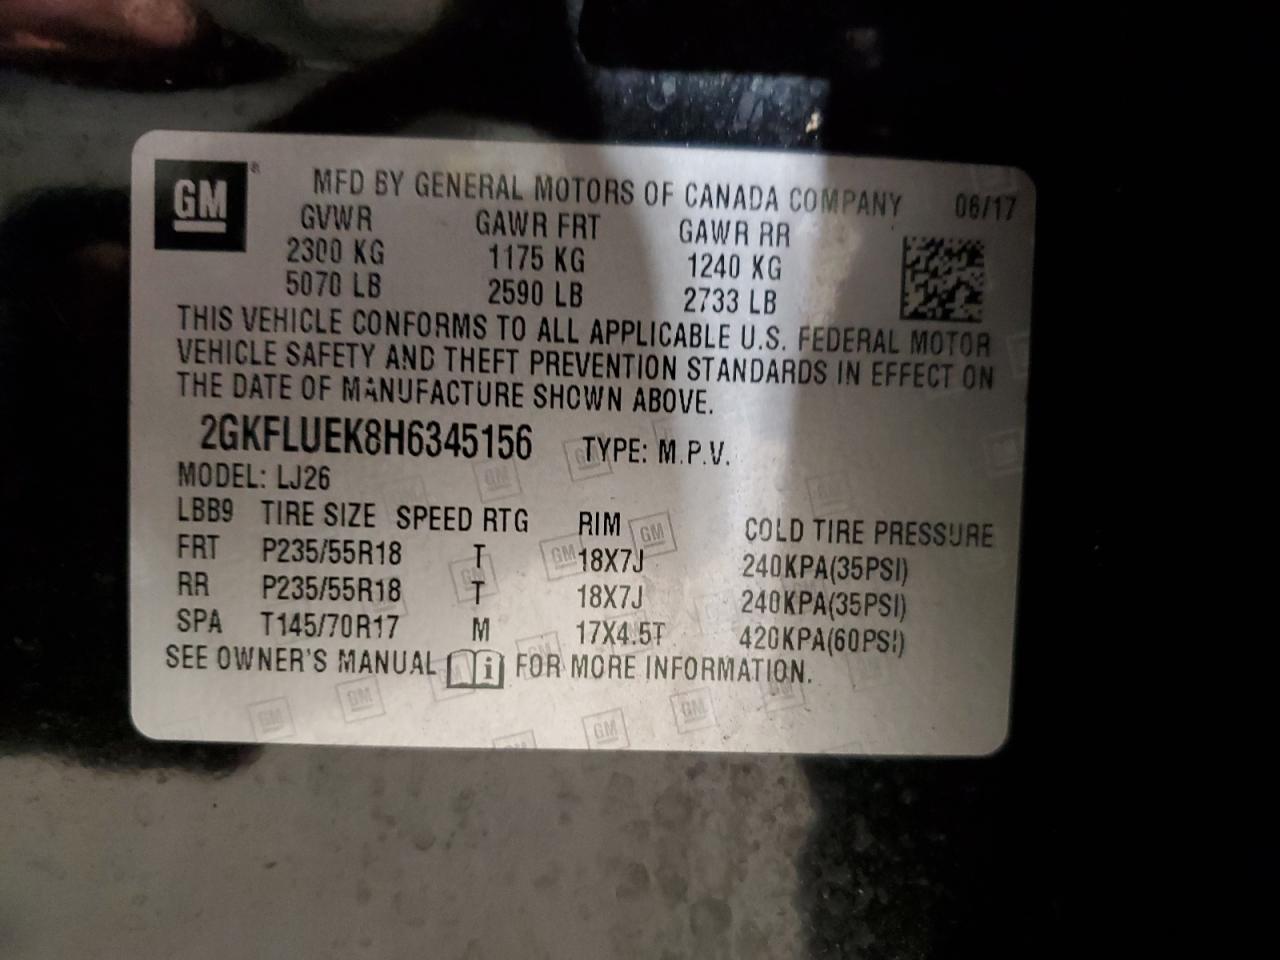 GM ® MFD BY GENERAL MOTORS OF CANADA COMPANY 06/17
GVWR GAWR FRT GAWR RR
2300 KG 1175 KG 1240 KG
5070 LB 2590 LB 2733 LB
THIS VEHICLE CONFORMS TO ALL APPLICABLE U.S. FEDERAL MOTOR
VEHICLE SAFETY AND THEFT PREVENTION STANDARDS IN EFFECT ON
THE DATE OF MANUFACTURE SHOWN ABOVE.
2GKFLUEK8H6345156 TYPE: M.P.V.
MODEL: LJ26
LBB9 TIRE SIZE SPEED RTG RIM COLD TIRE PRESSURE
FRT P235/55R18 T 18X7J 240KPA(35PSI)
RR P235/55R18 T 18X7J 240KPA(35PSI)
SPA T145/70R17 M 17X4.5T 420KPA(60PSI)
SEE OWNER'S MANUAL i FOR MORE INFORMATION.